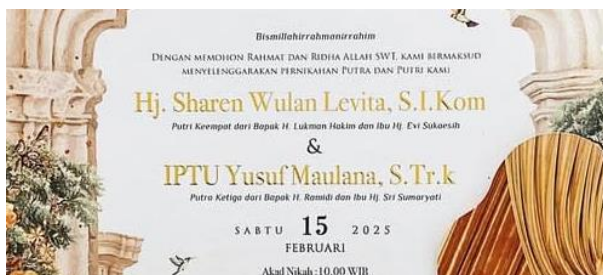 Bismillahirrahmanirrahim
DENGAN MEMOHON RAHMAT DAN RIDHA ALLAH SWT, KAMI BERMAKSUD
MENYELENGGARAKAN PERNIKAHAN PUTRA DAN PUTRI KAMI
Hj. Sharen Wulan Levita, S.I.Kom
Putri Keempat dari Bapak H. Lukman Hakim dan Ibu Hj. Evi Sukaesih
&
IPTU Yusuf Maulana, S.Tr.k
Putra Ketiga dari Bapak H. Ramidi dan Ibu Hj. Sri Sumaryati
SABTU 15 2025
FEBRUARI
Akad Nikah : 10.00 WIB